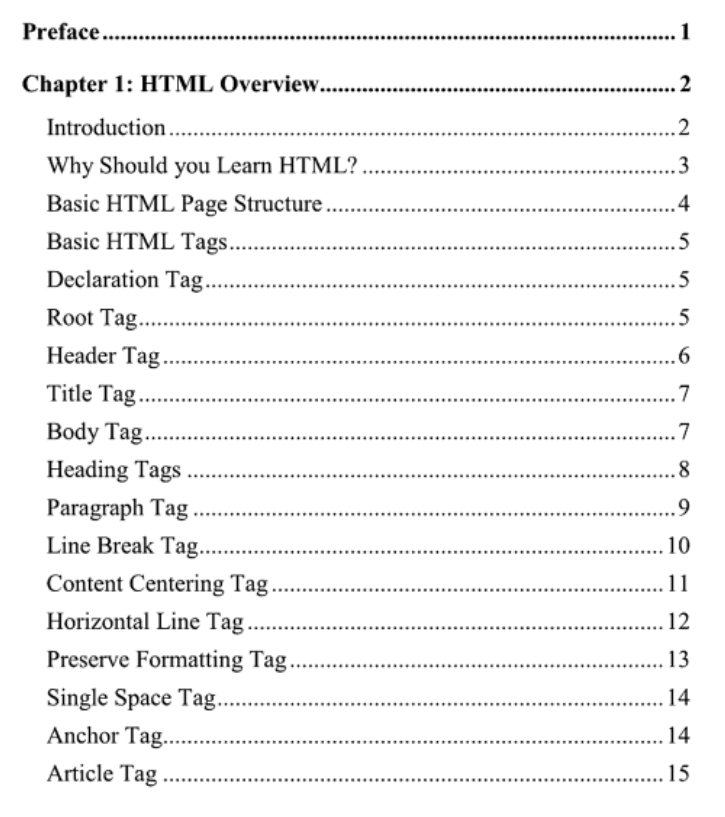 Preface........................................................................................................1
Chapter 1: HTML Overview................................................................2
Introduction..........................................................................................2
Why Should you Learn HTML?..........................................................3
Basic HTML Page Structure................................................................4
Basic HTML Tags.................................................................................5
Declaration Tag.....................................................................................5
Root Tag................................................................................................5
Header Tag............................................................................................6
Title Tag................................................................................................7
Body Tag...............................................................................................7
Heading Tags........................................................................................8
Paragraph Tag.......................................................................................9
Line Break Tag....................................................................................10
Content Centering Tag........................................................................11
Horizontal Line Tag............................................................................12
Preserve Formatting Tag.....................................................................13
Single Space Tag.................................................................................14
Anchor Tag..........................................................................................14
Article Tag..........................................................................................15